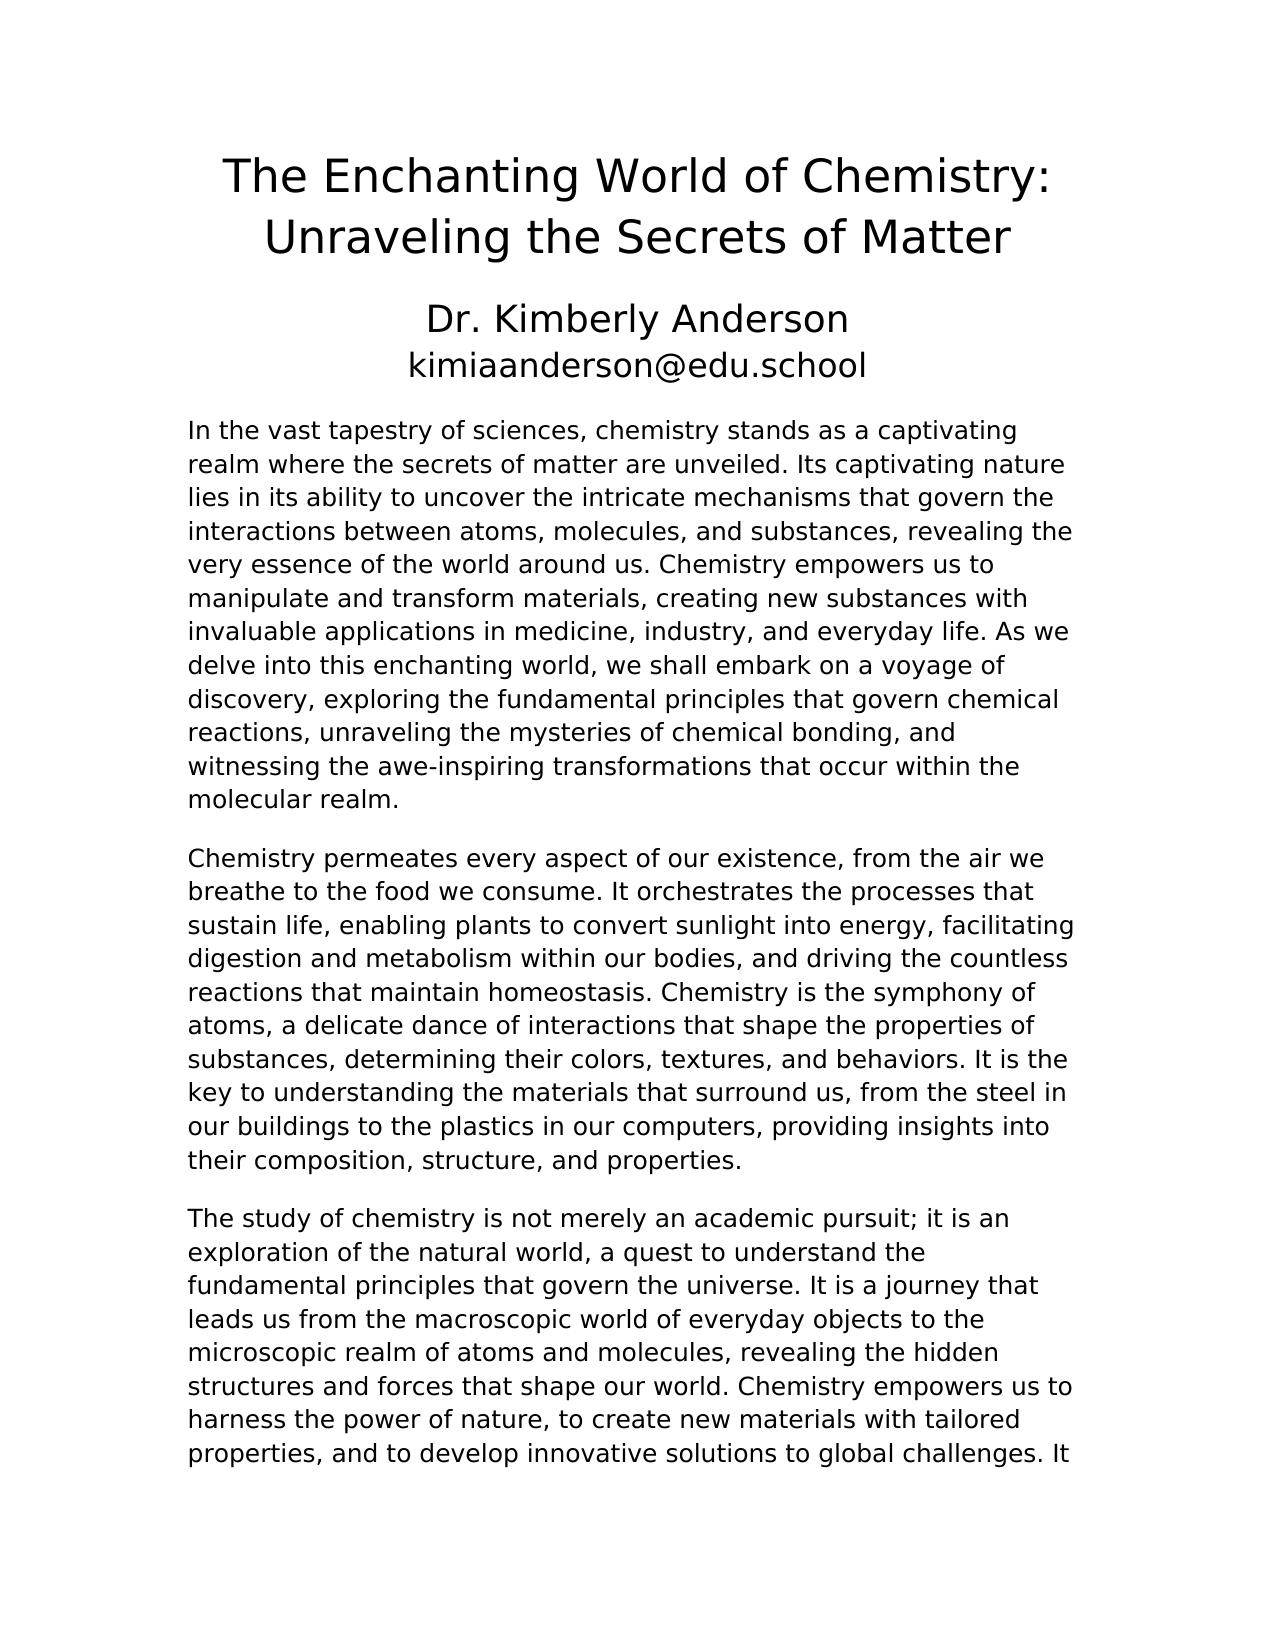 The Enchanting World of Chemistry:
Unraveling the Secrets of Matter
Dr. Kimberly Anderson
kimiaanderson@edu.school
In the vast tapestry of sciences, chemistry stands as a captivating
realm where the secrets of matter are unveiled. Its captivating nature
lies in its ability to uncover the intricate mechanisms that govern the
interactions between atoms, molecules, and substances, revealing the
very essence of the world around us. Chemistry empowers us to
manipulate and transform materials, creating new substances with
invaluable applications in medicine, industry, and everyday life. As we
delve into this enchanting world, we shall embark on a voyage of
discovery, exploring the fundamental principles that govern chemical
reactions, unraveling the mysteries of chemical bonding, and
witnessing the awe-inspiring transformations that occur within the
molecular realm.
Chemistry permeates every aspect of our existence, from the air we
breathe to the food we consume. It orchestrates the processes that
sustain life, enabling plants to convert sunlight into energy, facilitating
digestion and metabolism within our bodies, and driving the countless
reactions that maintain homeostasis. Chemistry is the symphony of
atoms, a delicate dance of interactions that shape the properties of
substances, determining their colors, textures, and behaviors. It is the
key to understanding the materials that surround us, from the steel in
our buildings to the plastics in our computers, providing insights into
their composition, structure, and properties.
The study of chemistry is not merely an academic pursuit; it is an
exploration of the natural world, a quest to understand the
fundamental principles that govern the universe. It is a journey that
leads us from the macroscopic world of everyday objects to the
microscopic realm of atoms and molecules, revealing the hidden
structures and forces that shape our world. Chemistry empowers us to
harness the power of nature, to create new materials with tailored
properties, and to develop innovative solutions to global challenges. It